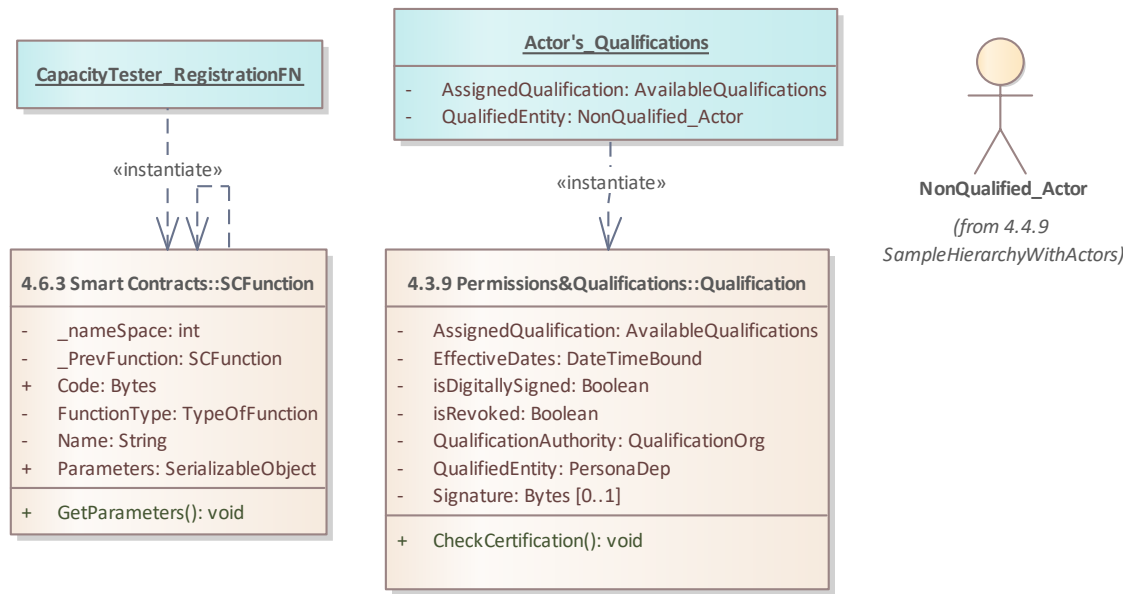 CapacityTester_RegistrationFN
«instantiate»
4.6.3 Smart Contracts::SCFunction
- _nameSpace: int
- _PrevFunction: SCFunction
+ Code: Bytes
- FunctionType: TypeOfFunction
- Name: String
+ Parameters: SerializableObject
+ GetParameters(): void
Actor's_Qualifications
- AssignedQualification: AvailableQualifications
- QualifiedEntity: NonQualified_Actor
«instantiate»
4.3.9 Permissions&Qualifications::Qualification
- AssignedQualification: AvailableQualifications
- EffectiveDates: DateTimeBound
- isDigitallySigned: Boolean
- isRevoked: Boolean
- QualificationAuthority: QualificationOrg
- QualifiedEntity: PersonaDep
- Signature: Bytes [0..1]
+ CheckCertification(): void
NonQualified_Actor
(from 4.4.9
SampleHierarchyWithActors)